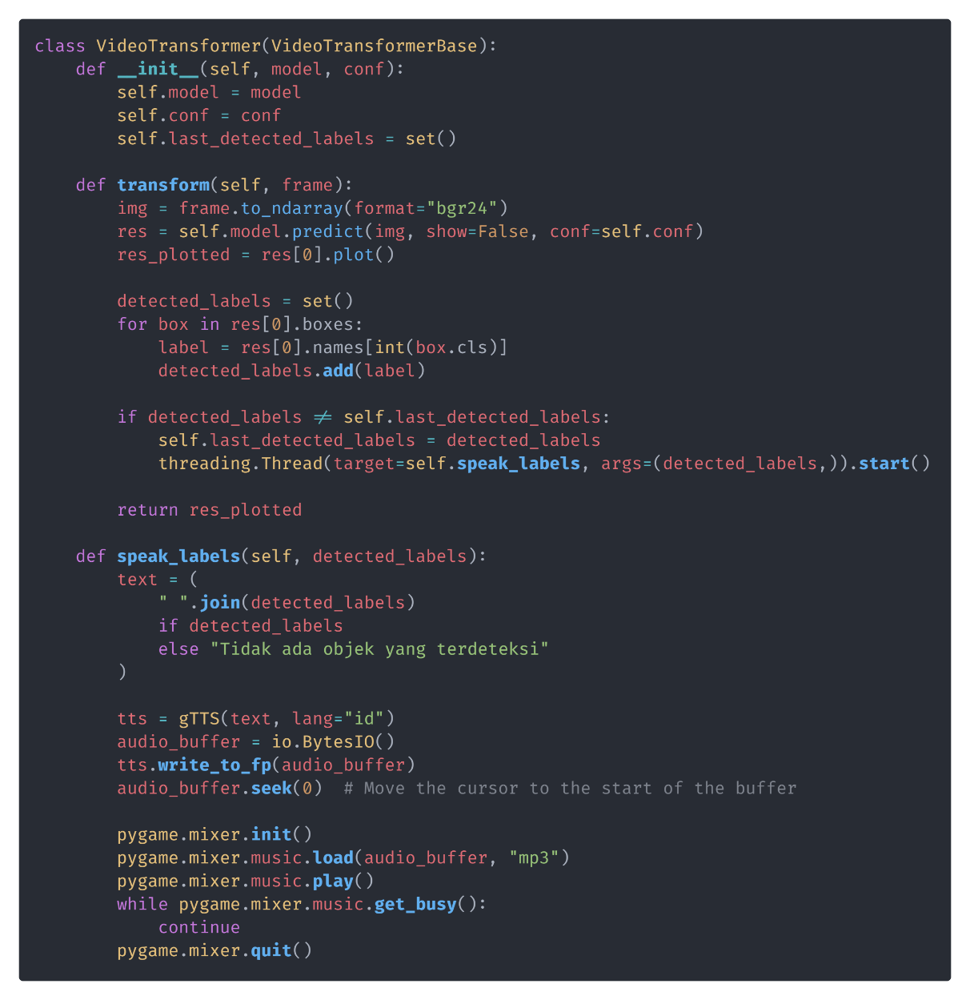 class VideoTransformer(VideoTransformerBase):
    def __init__(self, model, conf):
        self.model = model
        self.conf = conf
        self.last_detected_labels = set()

    def transform(self, frame):
        img = frame.to_ndarray(format="bgr24")
        res = self.model.predict(img, show=False, conf=self.conf)
        res_plotted = res[0].plot()

        detected_labels = set()
        for box in res[0].boxes:
            label = res[0].names[int(box.cls)]
            detected_labels.add(label)

        if detected_labels != self.last_detected_labels:
            self.last_detected_labels = detected_labels
            threading.Thread(target=self.speak_labels, args=(detected_labels,)).start()

        return res_plotted

    def speak_labels(self, detected_labels):
        text = (
            " ".join(detected_labels)
            if detected_labels
            else "Tidak ada objek yang terdeteksi"
        )

        tts = gTTS(text, lang="id")
        audio_buffer = io.BytesIO()
        tts.write_to_fp(audio_buffer)
        audio_buffer.seek(0)  # Move the cursor to the start of the buffer

        pygame.mixer.init()
        pygame.mixer.music.load(audio_buffer, "mp3")
        pygame.mixer.music.play()
        while pygame.mixer.music.get_busy():
            continue
        pygame.mixer.quit()